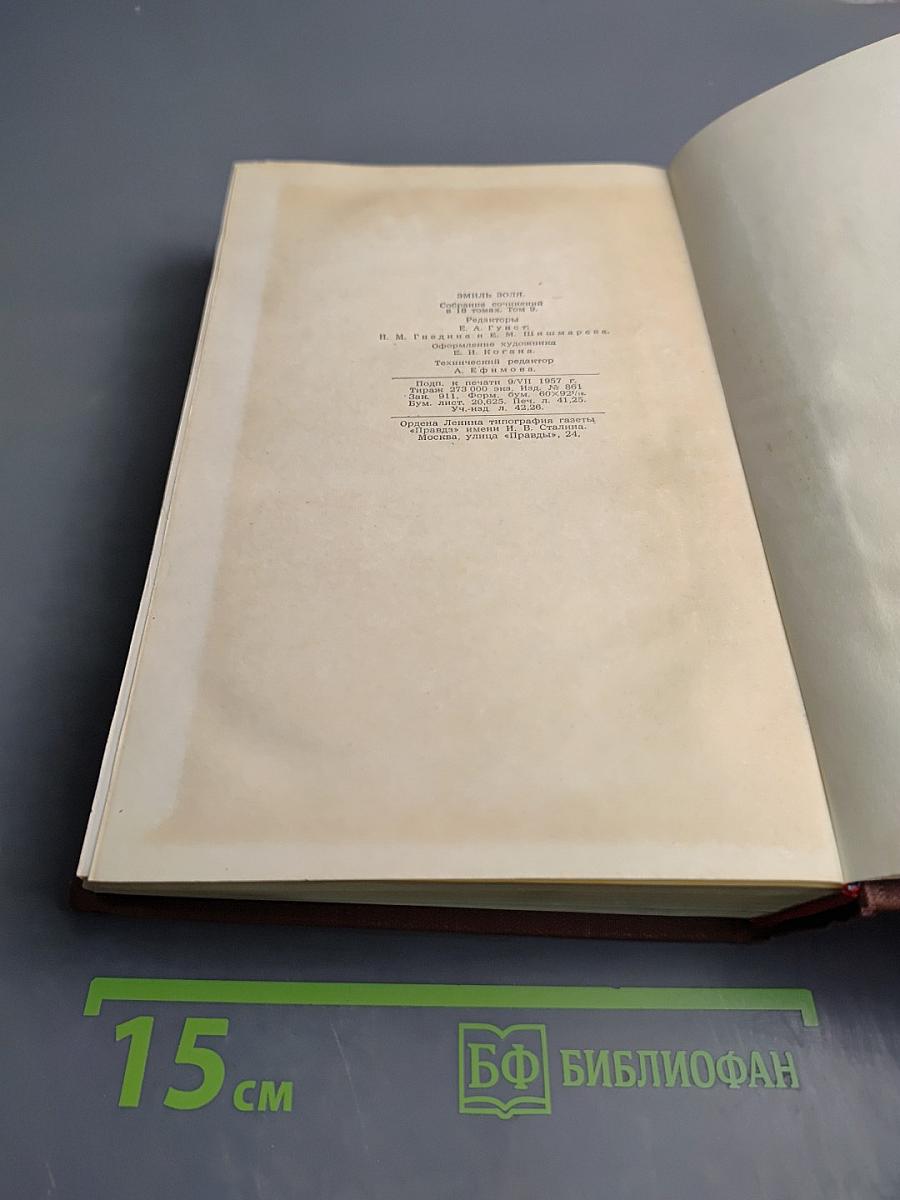 ЭМИЛЬ ЗОЛЯ.
Собрание сочинений
в 18 томах. Том 9.
Редакторы
Е. А. Гунст,
Н. М. Гнедина и Е. М. Шишмарева.
Оформление художника
Е. И. Когана.
Технический редактор
А. Ефимова.
Подп. к печати 9/VII 1957 г.
Тираж 273 000 экз. Изд. № 861
Зак. 911. Форм. бум. 60×92¹/₁₆.
Бум. лист. 20,625. Печ. л. 41,25.
Уч.-изд. л. 42,26.
Ордена Ленина типография газеты
«Правда» имени И. В. Сталина.
Москва, улица «Правды», 24.
15 см
БФ БИБЛИОФАН